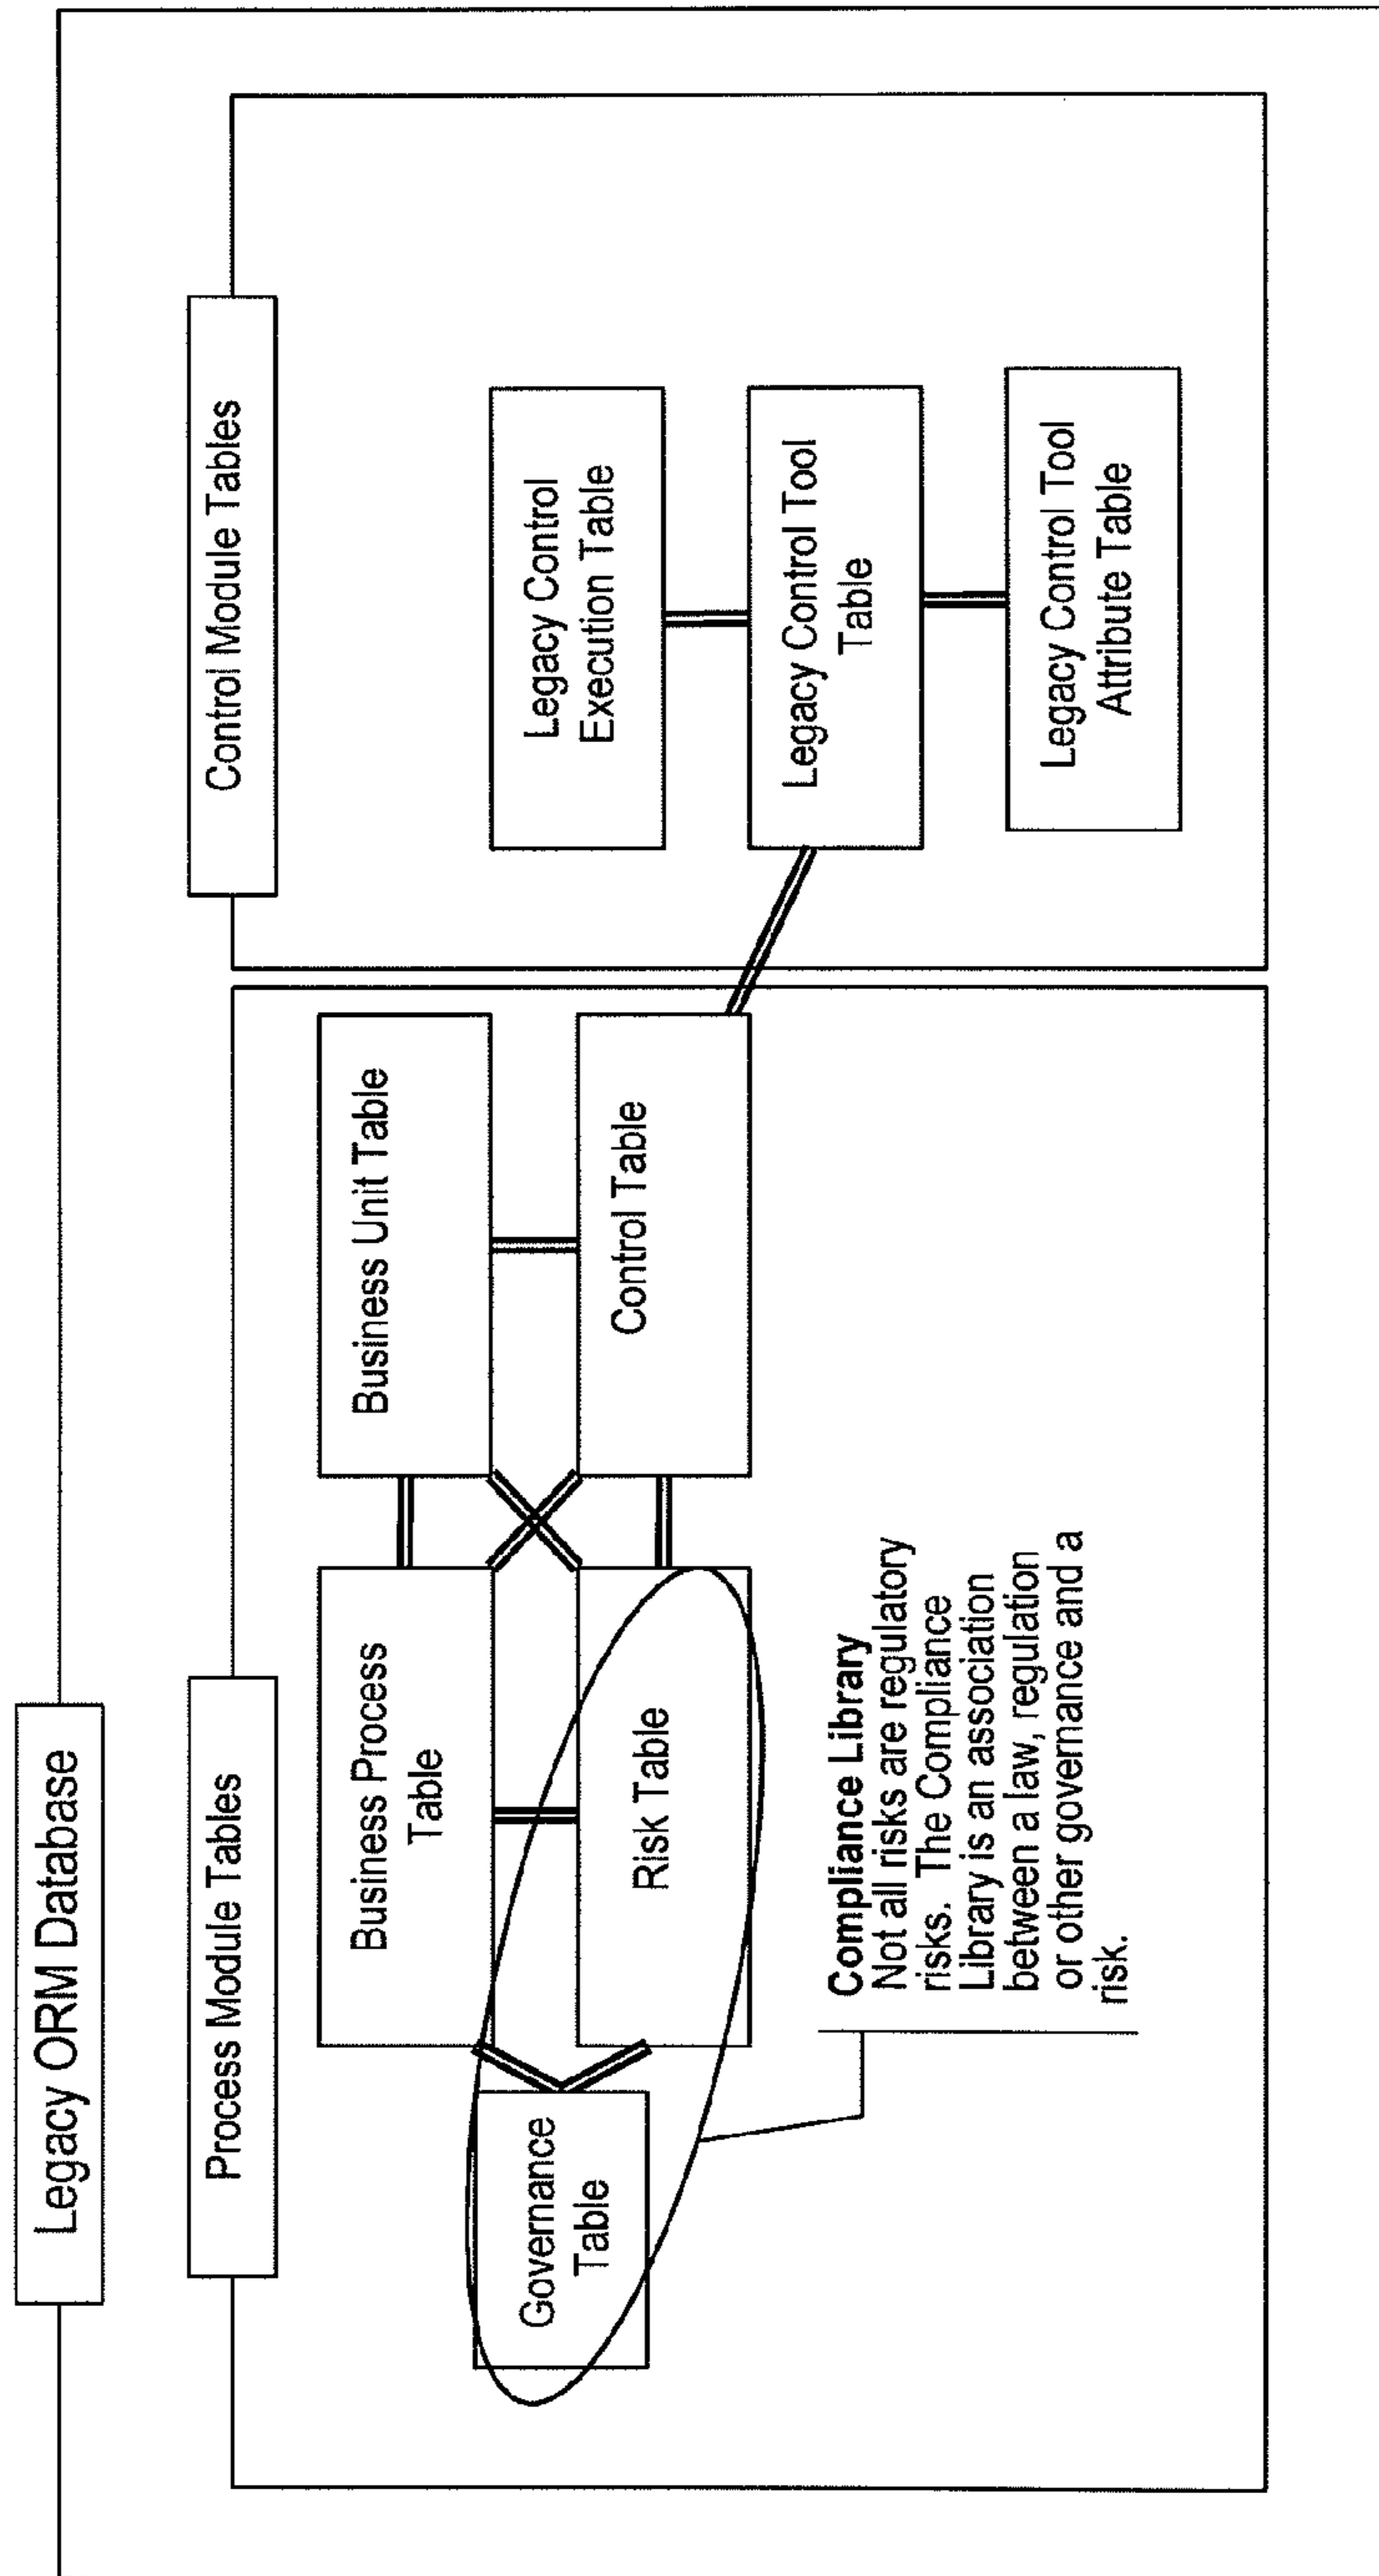 Legacy ORM Database
Process Module Tables
Control Module Tables
Business Process
Table
Business Unit Table
Governance
Table
Risk Table
Control Table
Legacy Control
Execution Table
Legacy Control Tool
Table
Legacy Control Tool
Attribute Table
Compliance Library
Not all risks are regulatory
risks. The Compliance
Library is an association
between a law, regulation
or other governance and a
risk.